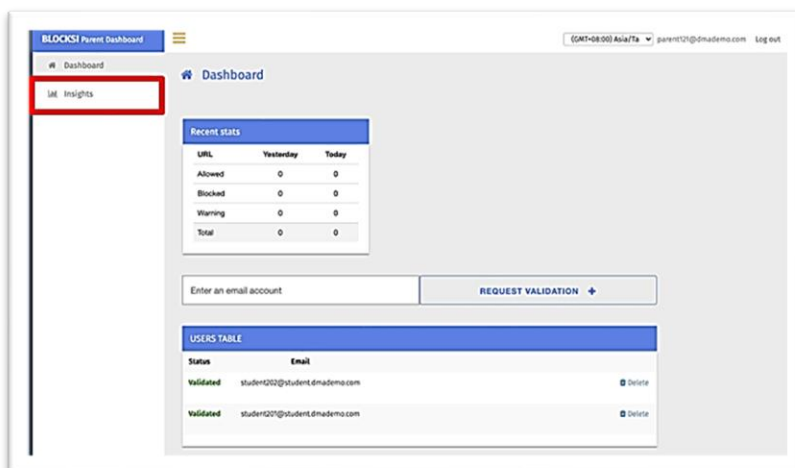 BLOCKSI Parent Dashboard
(GMT+08:00) Asia/Ta parent121@dmademo.com Log out
Dashboard
Insights
Dashboard
Recent stats
URL Yesterday Today
Allowed 0 0
Blocked 0 0
Warning 0 0
Total 0 0
Enter an email account REQUEST VALIDATION +
USERS TABLE
Status Email
Validated student202@student.dmademo.com Delete
Validated student201@student.dmademo.com Delete